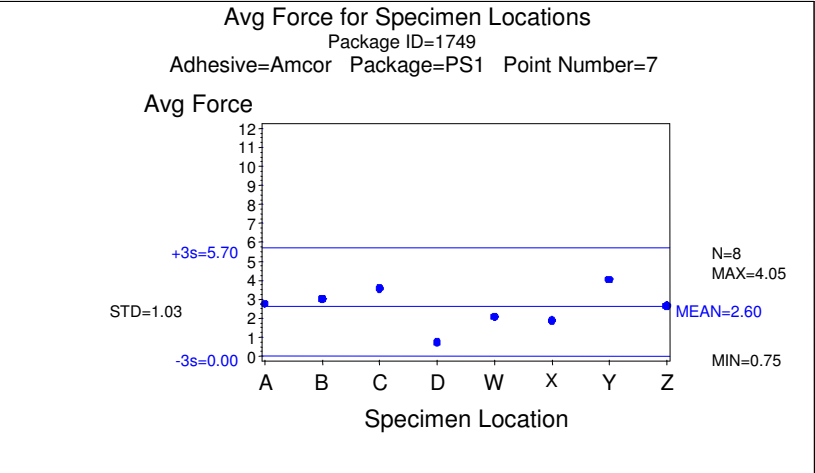 Avg Force for Specimen Locations
Package ID=1749
Adhesive=Amcor Package=PS1 Point Number=7
Avg Force
12
11
10
9
8
7
6
5
4
3
2
1
0
+3s=5.70
STD=1.03
-3s=0.00
N=8
MAX=4.05
MEAN=2.60
MIN=0.75
A B C D W X Y Z
Specimen Location